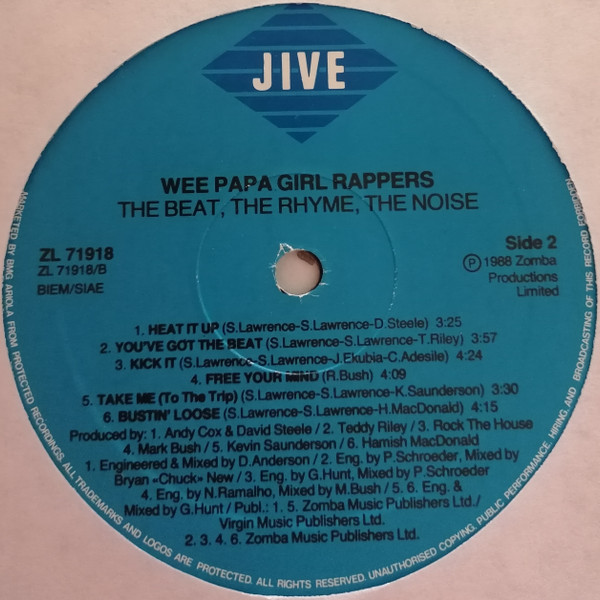 JIVE
WEE PAPA GIRL RAPPERS
THE BEAT, THE RHYME, THE NOISE
ZL 71918
ZL 71918/B
BIEM/SIAE
Side 2
Ⓟ 1988 Zomba
Productions
Limited
1. HEAT IT UP (S.Lawrence-S.Lawrence-D.Steele) 3:25
2. YOU'VE GOT THE BEAT (S.Lawrence-S.Lawrence-T.Riley) 3:57
3. KICK IT (S.Lawrence-S.Lawrence-J.Ekubia-C.Adesile) 4:24
4. FREE YOUR MIND (R.Bush) 4:09
5. TAKE ME (To The Trip) (S.Lawrence-S.Lawrence-K.Saunderson) 3:30
6. BUSTIN' LOOSE (S.Lawrence-S.Lawrence-H.MacDonald) 4:15
Produced by: 1. Andy Cox & David Steele / 2. Teddy Riley / 3. Rock The House
4. Mark Bush / 5. Kevin Saunderson / 6. Hamish MacDonald
1. Engineered & Mixed by D.Anderson / 2. Eng. by P.Schroeder, Mixed by
Bryan «Chuck» New / 3. Eng. by G.Hunt, Mixed by P.Schroeder
4. Eng. by N.Ramalho, Mixed by M.Bush / 5. 6. Eng. &
Mixed by G.Hunt / Publ.: 1. 5. Zomba Music Publishers Ltd./
Virgin Music Publishers Ltd.
2. 3. 4. 6. Zomba Music Publishers Ltd.
MARKETED BY BMG ARIOLA FROM PROTECTED RECORDINGS. ALL TRADEMARKS AND LOGOS ARE PROTECTED. ALL RIGHTS RESERVED. UNAUTHORISED COPYING, PUBLIC PERFORMANCE, HIRING, AND BROADCASTING OF THIS RECORD FORBIDDEN